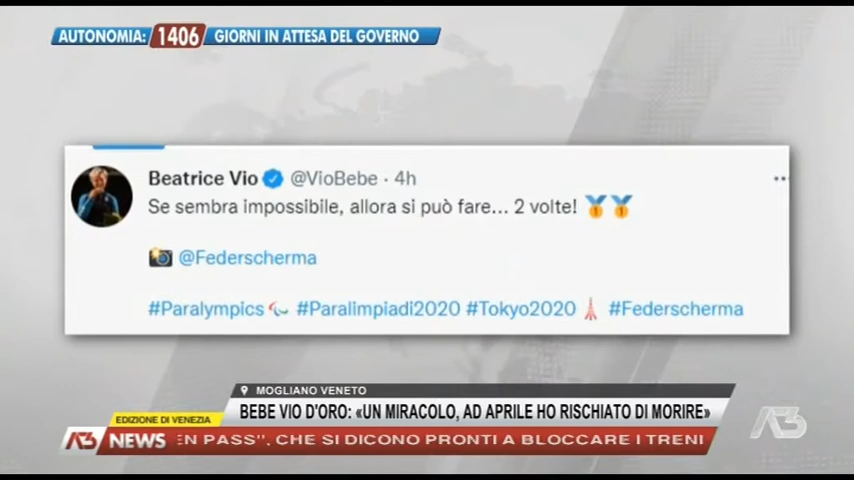 AUTONOMIA: 1406 GIORNI IN ATTESA DEL GOVERNO
Beatrice Vio @VioBebe · 4h
Se sembra impossibile, allora si può fare... 2 volte!
@Federscherma
#Paralympics #Paralimpiadi2020 #Tokyo2020 #Federscherma
MOGLIANO VENETO
BEBE VIO D'ORO: «UN MIRACOLO, AD APRILE HO RISCHIATO DI MORIRE»
EDIZIONE DI VENEZIA
A3 NEWS EN PASS", CHE SI DICONO PRONTI A BLOCCARE I TRENI
A3